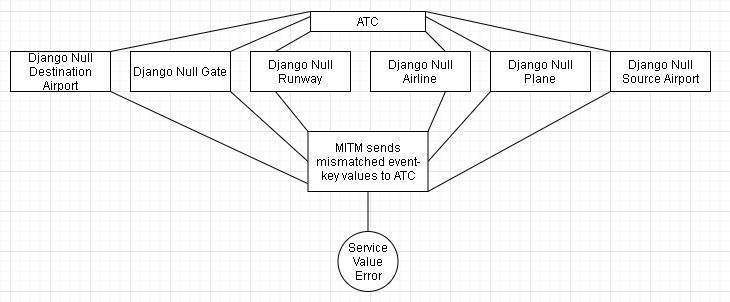 ATC
Django Null
Destination
Airport
Django Null Gate
Django Null
Runway
Django Null
Airline
Django Null
Plane
Django Null
Source Airport
MITM sends
mismatched event-
key values to ATC
Service
Value
Error